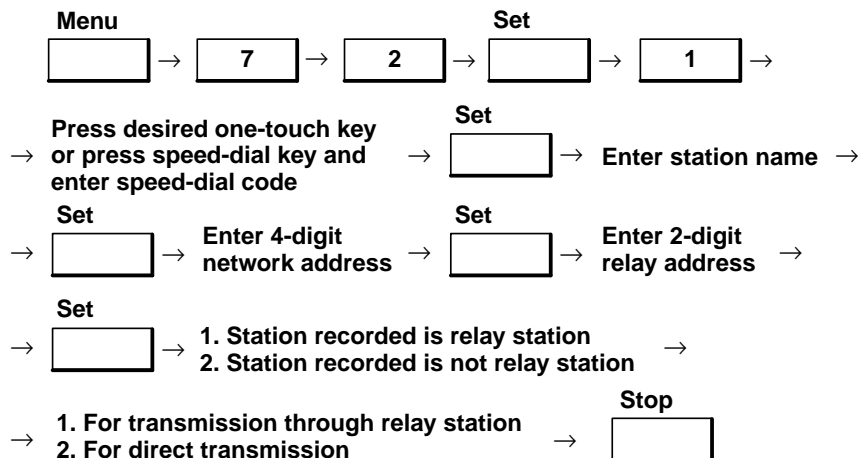 Menu Set
→ 7 → 2 → → 1 →
Set
→ Press desired one-touch key
or press speed-dial key and
enter speed-dial code → → Enter station name →
Set Set
→ → Enter 4-digit
network address → → Enter 2-digit
relay address →
Set
→ → 1. Station recorded is relay station
2. Station recorded is not relay station →
Stop
→ 1. For transmission through relay station
2. For direct transmission →